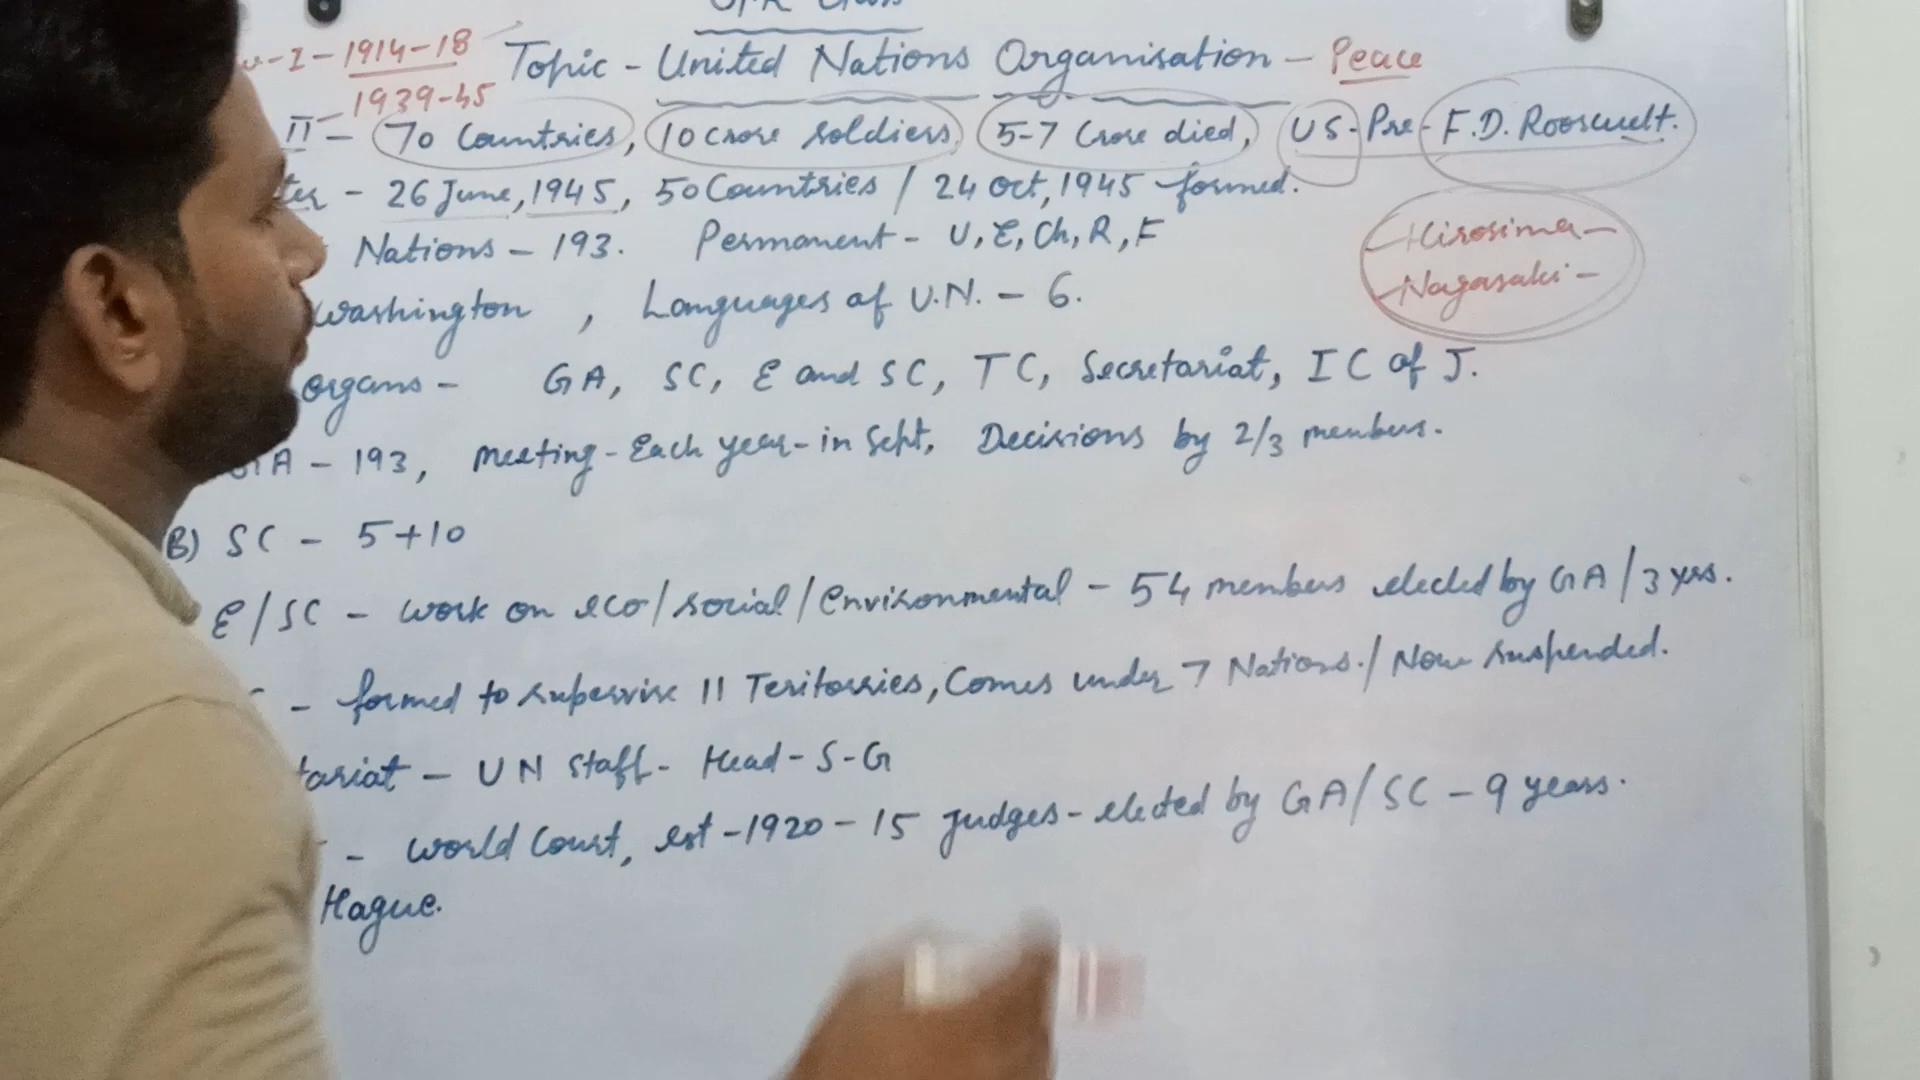 Class
-I-1914-18
Topic - United Nations Organisation - Peace
1939-45
II - 70 Countries, 10 crore soldiers, 5-7 Crore died, US-Pre-F.D. Roosewelt.
ter - 26 June, 1945, 50 Countries / 24 Oct, 1945 formed.
Hirosima-
Nations - 193. Permanent - U, E, Ch, R, F
Nagasaki-
Washington, Languages of U.N. - 6.
organs - GA, SC, E and SC, TC, Secretariat, IC of J.
GA - 193, meeting - Each year - in Sept, Decisions by 2/3 members.
B) SC - 5+10
E/SC - work on eco/social/environmental - 54 members elected by GA/3 yrs.
- formed to supervise 11 Teritorries, Comes under 7 Nations./ Now suspended.
tariat - UN Staff - Head - S-G
- World Court, est - 1920 - 15 judges - elected by GA/SC - 9 years.
Hague.